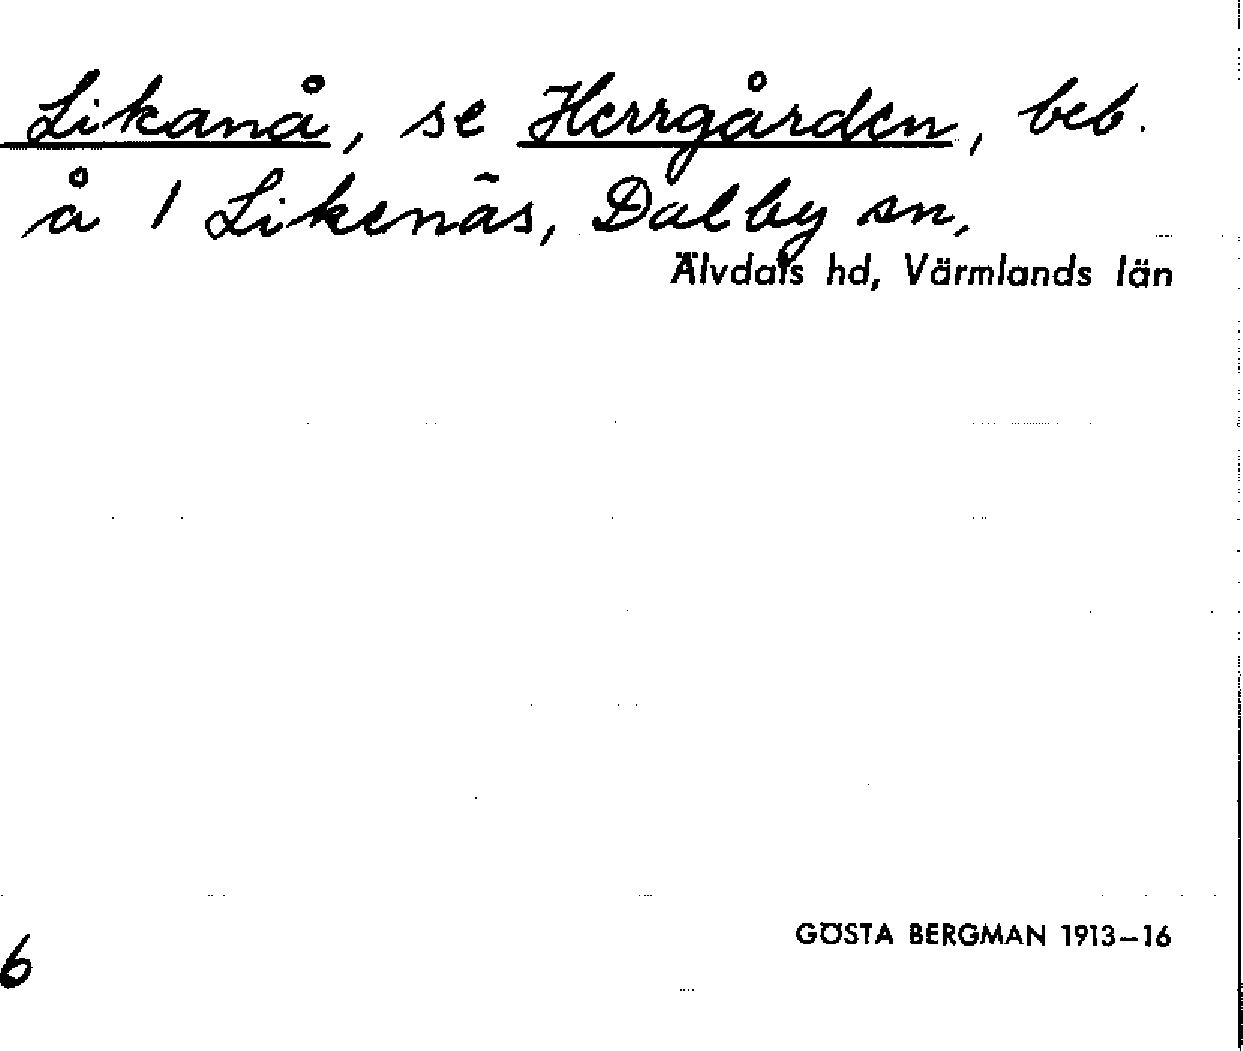 Likanå, se Herrgården, beb.
å 1 Likenäs, Dalby sn,
Älvdals hd, Värmlands län
GÖSTA BERGMAN 1913–16
6